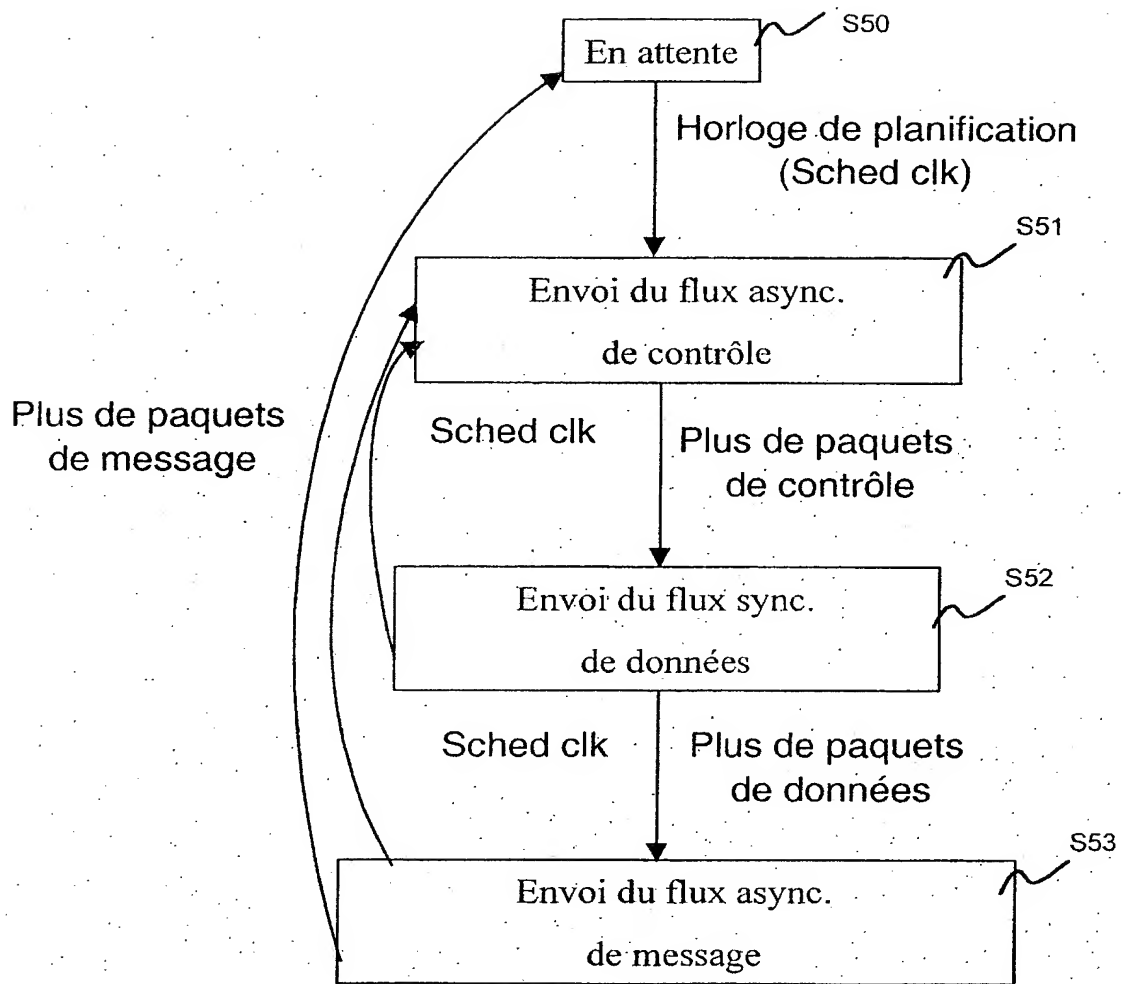 S50
En attente
Horloge de planification
(Sched clk)
S51
Envoi du flux async.
de contrôle
Plus de paquets
de message
Sched clk
Plus de paquets
de contrôle
S52
Envoi du flux sync.
de données
Sched clk
Plus de paquets
de données
S53
Envoi du flux async.
de message